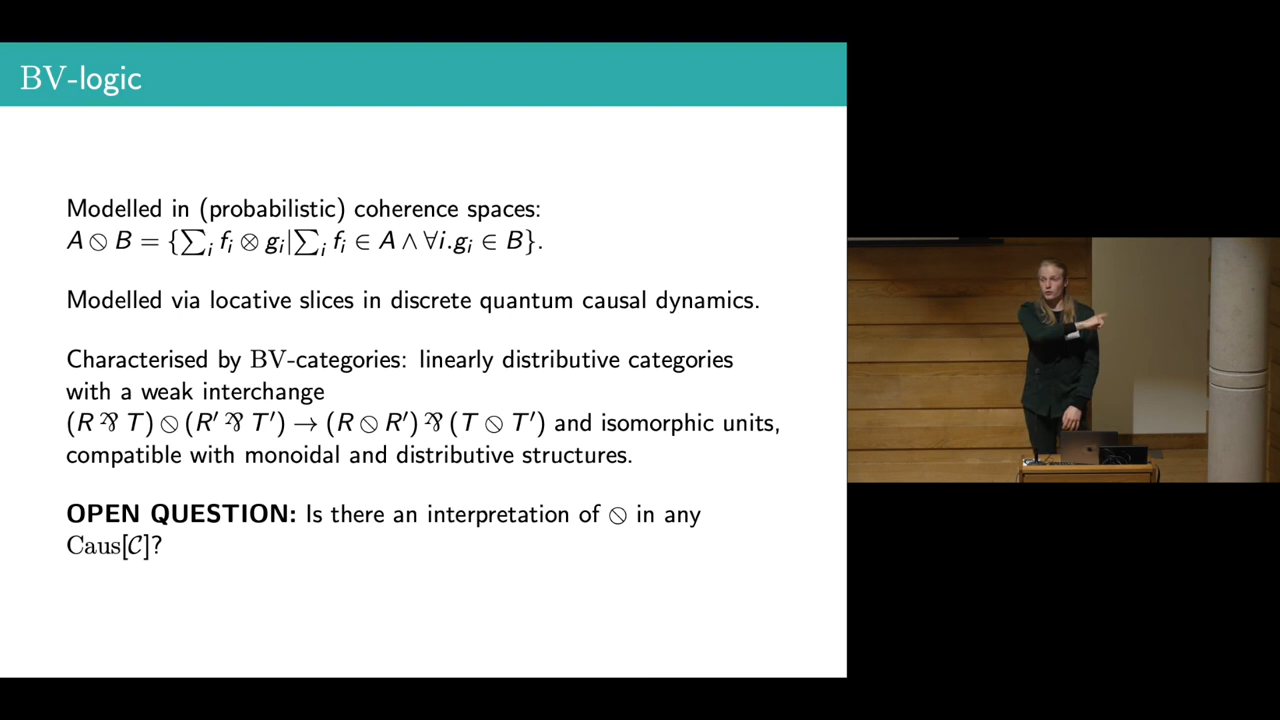 BV-logic
Modelled in (probabilistic) coherence spaces:
A ⦸ B = {∑ᵢ fᵢ ⊗ gᵢ|∑ᵢ fᵢ ∈ A ∧ ∀i.gᵢ ∈ B}.
Modelled via locative slices in discrete quantum causal dynamics.
Characterised by BV-categories: linearly distributive categories
with a weak interchange
(R ⅋ T) ⦸ (R′ ⅋ T′) → (R ⦸ R′) ⅋ (T ⦸ T′) and isomorphic units,
compatible with monoidal and distributive structures.
OPEN QUESTION: Is there an interpretation of ⦸ in any
Caus[𝒞]?